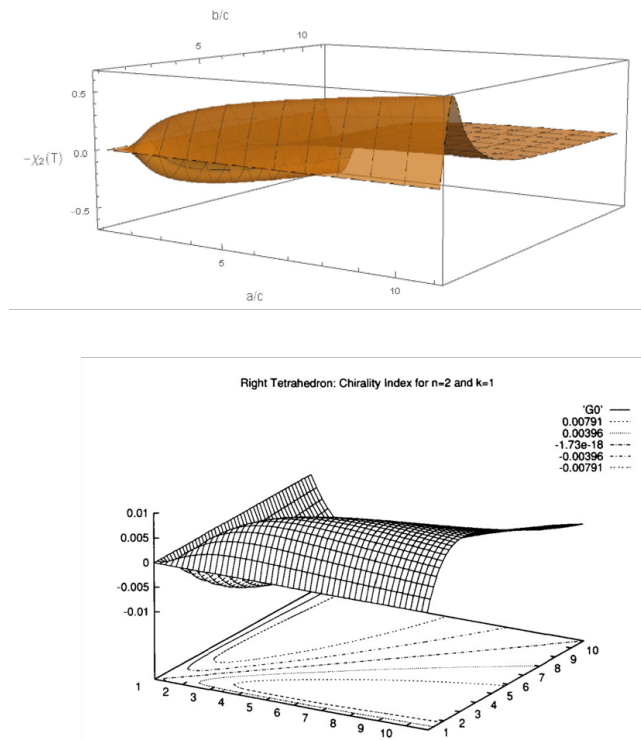 b/c
5
10
0.5
0.0
-χ₂(T)
-0.5
5
10
a/c
Right Tetrahedron: Chirality Index for n=2 and k=1
'G0'
0.00791
0.00396
-1.73e-18
-0.00396
-0.00791
0.01
0.005
0
-0.005
-0.01
1 2 3 4 5 6 7 8 9 10
1 2 3 4 5 6 7 8 9 10